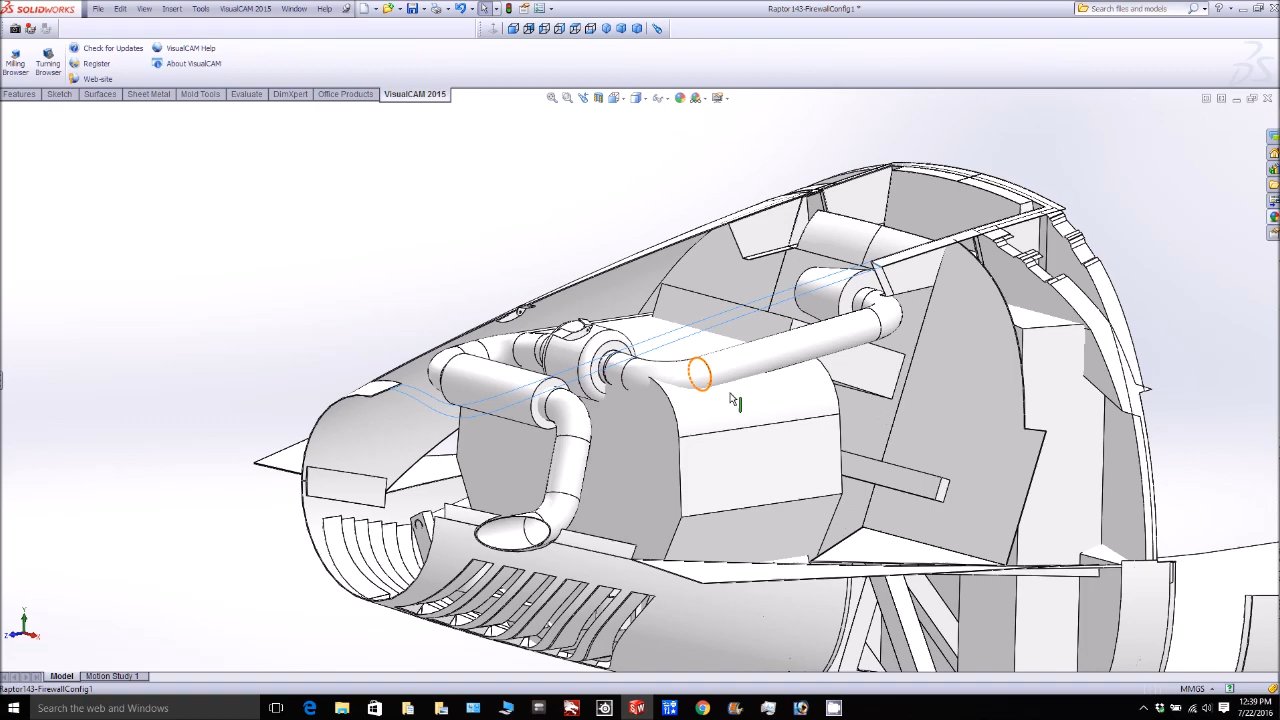 SOLIDWORKS File Edit View Insert Tools VisualCAM 2015 Window Help Raptor143-FirewallConfig1 * Search files and models
Milling Browser
Turning Browser
Check for Updates VisualCAM Help
Register About VisualCAM
Web-site
Features Sketch Surfaces Sheet Metal Mold Tools Evaluate DimXpert Office Products VisualCAM 2015
Y
Z X
Model Motion Study 1
Raptor143-FirewallConfig1 MMGS
Search the web and Windows 12:39 PM
7/22/2016